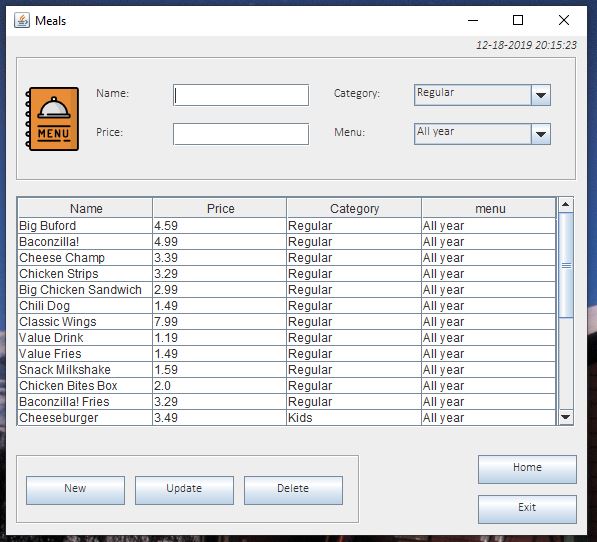 Meals
12-18-2019 20:15:23
Name: Category: Regular
MENU
Price: Menu: All year
Name Price Category menu
Big Buford 4.59 Regular All year
Baconzilla! 4.99 Regular All year
Cheese Champ 3.39 Regular All year
Chicken Strips 3.29 Regular All year
Big Chicken Sandwich 2.99 Regular All year
Chili Dog 1.49 Regular All year
Classic Wings 7.99 Regular All year
Value Drink 1.19 Regular All year
Value Fries 1.49 Regular All year
Snack Milkshake 1.59 Regular All year
Chicken Bites Box 2.0 Regular All year
Baconzilla! Fries 3.29 Regular All year
Cheeseburger 3.49 Kids All year
Home
New Update Delete
Exit